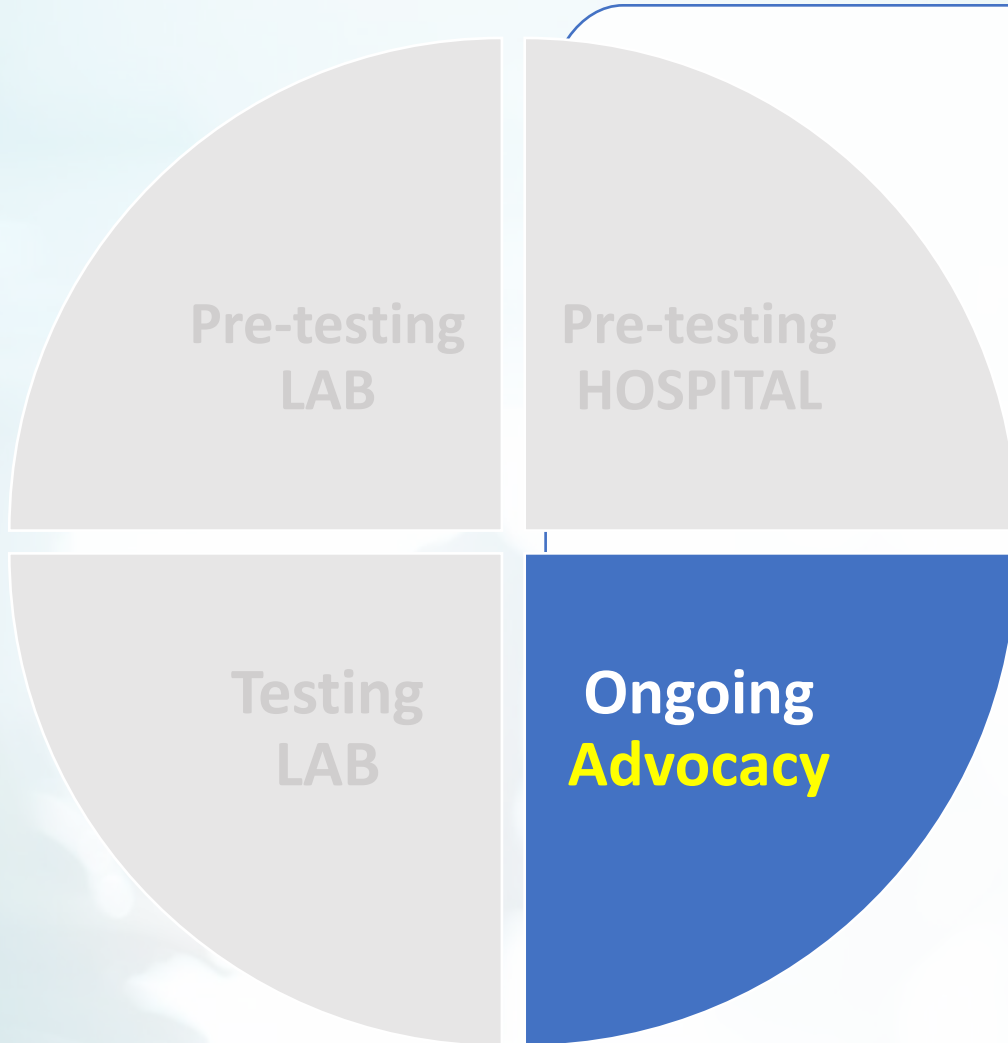 Pre-testing
LAB
Pre-testing
HOSPITAL
Testing
LAB
Ongoing
Advocacy